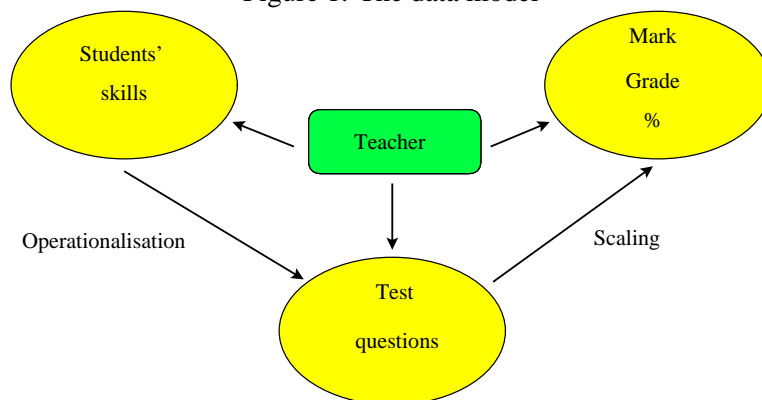 Figure 1. The data model
Students’
skills
Mark
Grade
%
Teacher
Operationalisation
Scaling
Test
questions